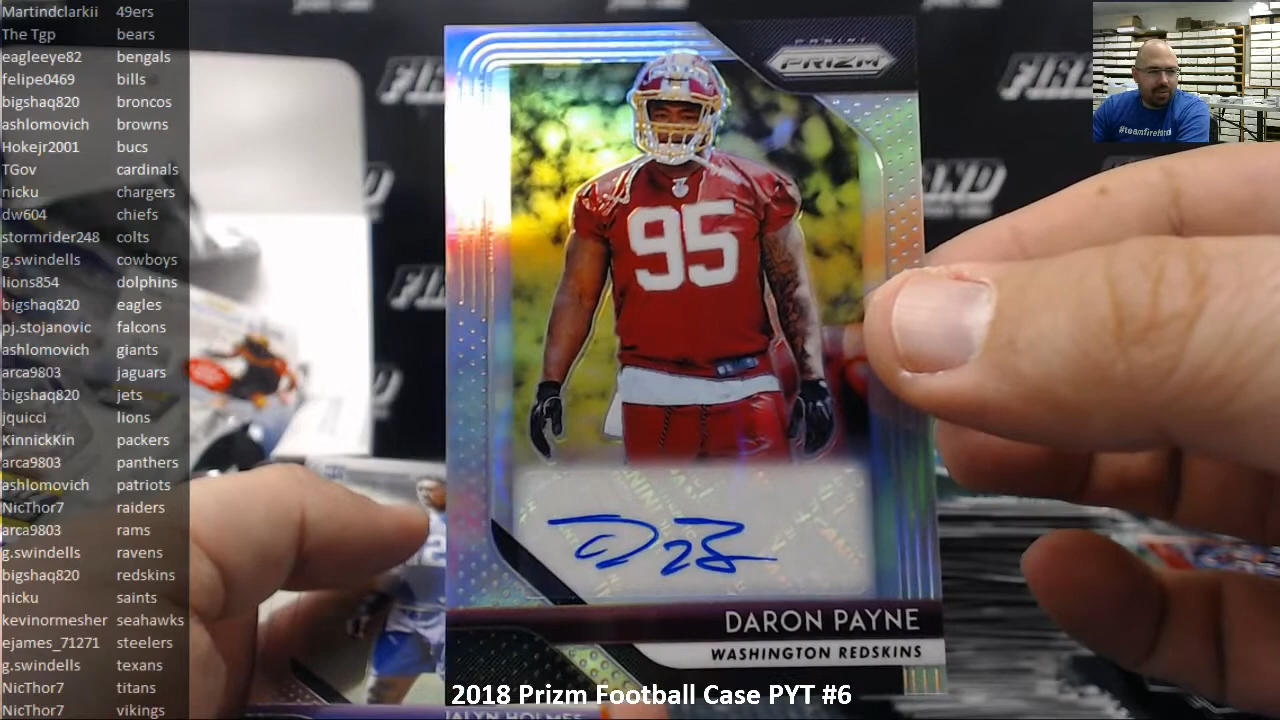 Martindclarkii 49ers
The Tgp bears
eagleeye82 bengals
felipe0469 bills
bigshaq820 broncos
ashlomovich browns
Hokejr2001 bucs
TGov cardinals
nicku chargers
dw604 chiefs
stormrider248 colts
g.swindells cowboys
lions854 dolphins
bigshaq820 eagles
pj.stojanovic falcons
ashlomovich giants
arca9803 jaguars
bigshaq820 jets
jquicci lions
KinnickKin packers
arca9803 panthers
ashlomovich patriots
NicThor7 raiders
arca9803 rams
g.swindells ravens
bigshaq820 redskins
nicku saints
kevinormesher seahawks
ejames_71271 steelers
g.swindells texans
NicThor7 titans
NicThor7 vikings
PANINI
PRIZM
95
DARON PAYNE
WASHINGTON REDSKINS
JALYN HOLMES
2018 Prizm Football Case PYT #6
#teamfirehand